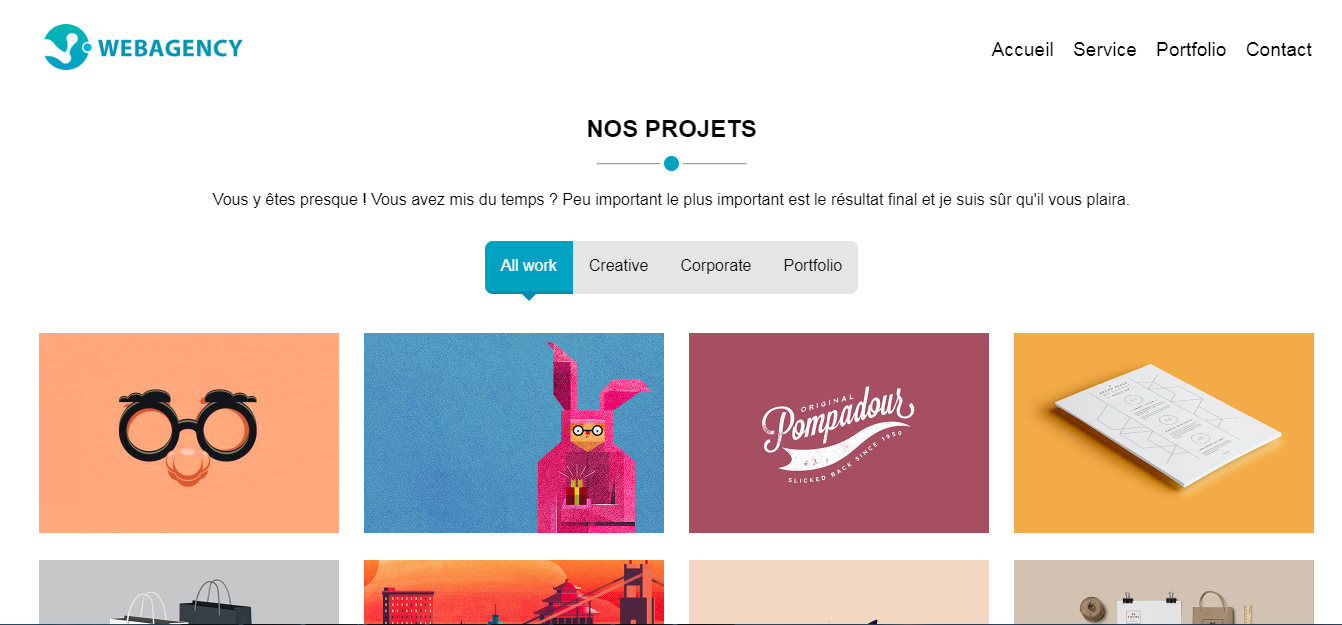 WEBAGENCY
Accueil Service Portfolio Contact
NOS PROJETS
Vous y êtes presque ! Vous avez mis du temps ? Peu important le plus important est le résultat final et je suis sûr qu'il vous plaira.
All work Creative Corporate Portfolio
ORIGINAL
Pompadour
SLICKED BACK SINCE 1950